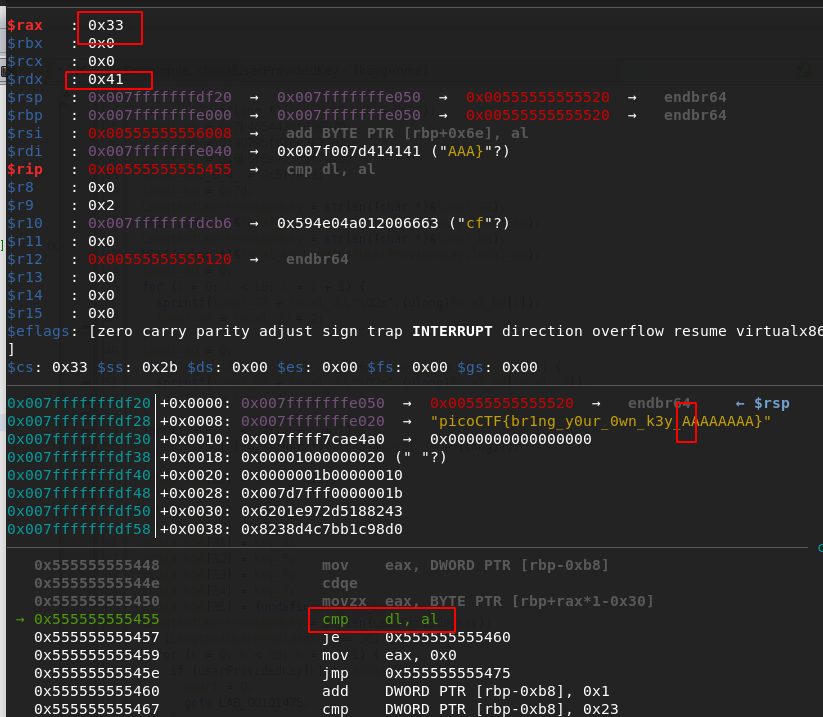 $rax : 0x33
$rbx : 0x0
$rcx : 0x0
$rdx : 0x41
$rsp : 0x007fffffffdf20 → 0x007fffffffe050 → 0x00555555555520 → endbr64
$rbp : 0x007fffffffe000 → 0x007fffffffe050 → 0x00555555555520 → endbr64
$rsi : 0x00555555556008 → add BYTE PTR [rbp+0x6e], al
$rdi : 0x007fffffffe040 → 0x007f007d414141 ("AAA}"?)
$rip : 0x00555555555455 → cmp dl, al
$r8 : 0x0
$r9 : 0x2
$r10 : 0x007fffffffdcb6 → 0x594e04a012006663 ("cf"?)
$r11 : 0x0
$r12 : 0x00555555555120 → endbr64
$r13 : 0x0
$r14 : 0x0
$r15 : 0x0
$eflags: [zero carry parity adjust sign trap INTERRUPT direction overflow resume virtualx86
]
$cs: 0x33 $ss: 0x2b $ds: 0x00 $es: 0x00 $fs: 0x00 $gs: 0x00
0x007fffffffdf20│+0x0000: 0x007fffffffe050 → 0x00555555555520 → endbr64 ← $rsp
0x007fffffffdf28│+0x0008: 0x007fffffffe020 → "picoCTF{br1ng_y0ur_0wn_k3y_AAAAAAAA}"
0x007fffffffdf30│+0x0010: 0x007ffff7cae4a0 → 0x0000000000000000
0x007fffffffdf38│+0x0018: 0x00001000000020 (" "?)
0x007fffffffdf40│+0x0020: 0x0000001b00000010
0x007fffffffdf48│+0x0028: 0x007d7fff0000001b
0x007fffffffdf50│+0x0030: 0x6201e972d5188243
0x007fffffffdf58│+0x0038: 0x8238d4c7bb1c98d0
0x555555555448 mov eax, DWORD PTR [rbp-0xb8]
0x55555555544e cdqe
0x555555555450 movzx eax, BYTE PTR [rbp+rax*1-0x30]
→ 0x555555555455 cmp dl, al
0x555555555457 je 0x555555555460
0x555555555459 mov eax, 0x0
0x55555555545e jmp 0x555555555475
0x555555555460 add DWORD PTR [rbp-0xb8], 0x1
0x555555555467 cmp DWORD PTR [rbp-0xb8], 0x23